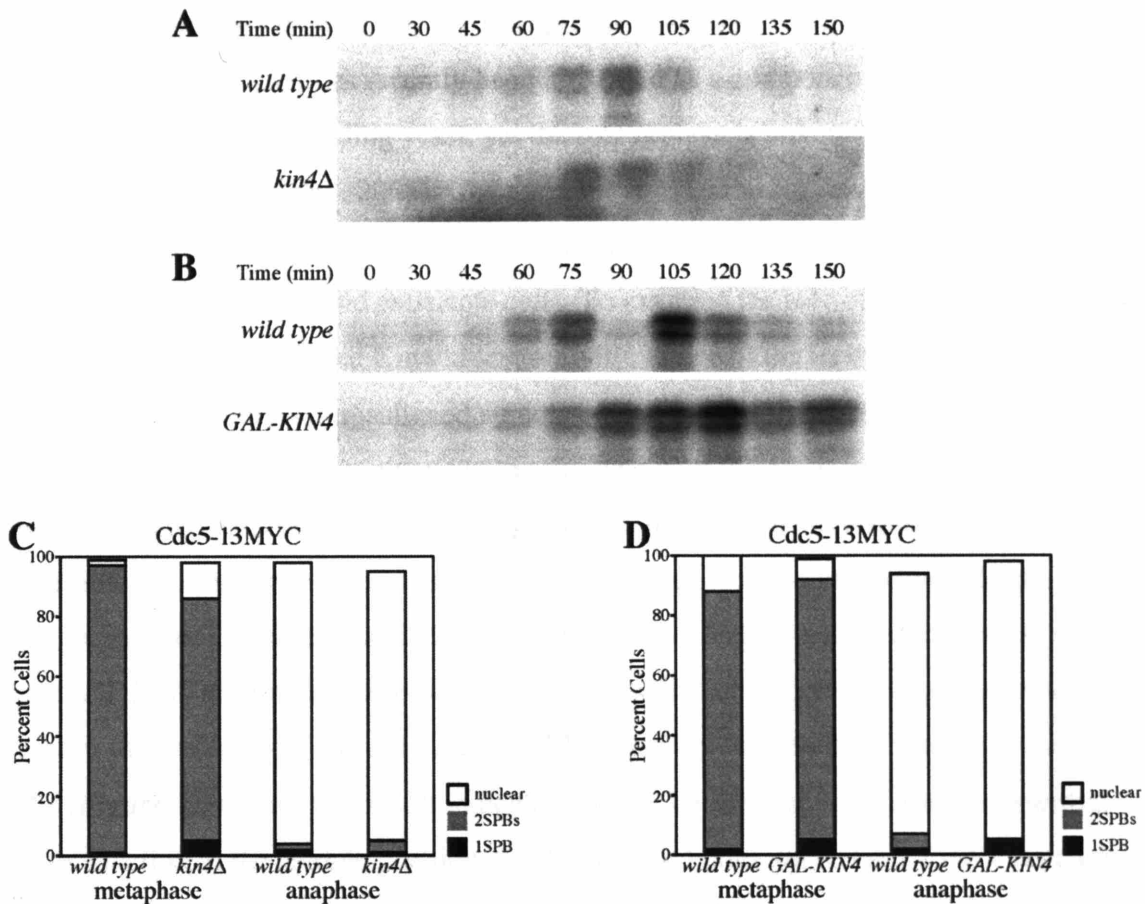 A Time (min) 0 30 45 60 75 90 105 120 135 150
wild type
kin4Δ
B Time (min) 0 30 45 60 75 90 105 120 135 150
wild type
GAL-KIN4
C Cdc5-13MYC
100
80
60
40
20
0
Percent Cells
nuclear
2SPBs
1SPB
wild type kin4Δ wild type kin4Δ
metaphase anaphase
D Cdc5-13MYC
100
80
60
40
20
0
Percent Cells
nuclear
2SPBs
1SPB
wild type GAL-KIN4 wild type GAL-KIN4
metaphase anaphase